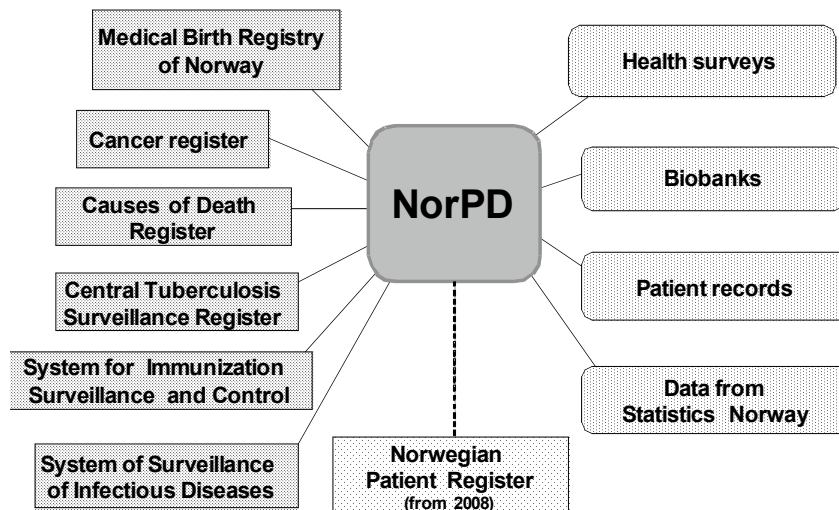 Medical Birth Registry
of Norway
Cancer register
Causes of Death
Register
Central Tuberculosis
Surveillance Register
System for Immunization
Surveillance and Control
System of Surveillance
of Infectious Diseases
NorPD
Norwegian
Patient Register
(from 2008)
Health surveys
Biobanks
Patient records
Data from
Statistics Norway